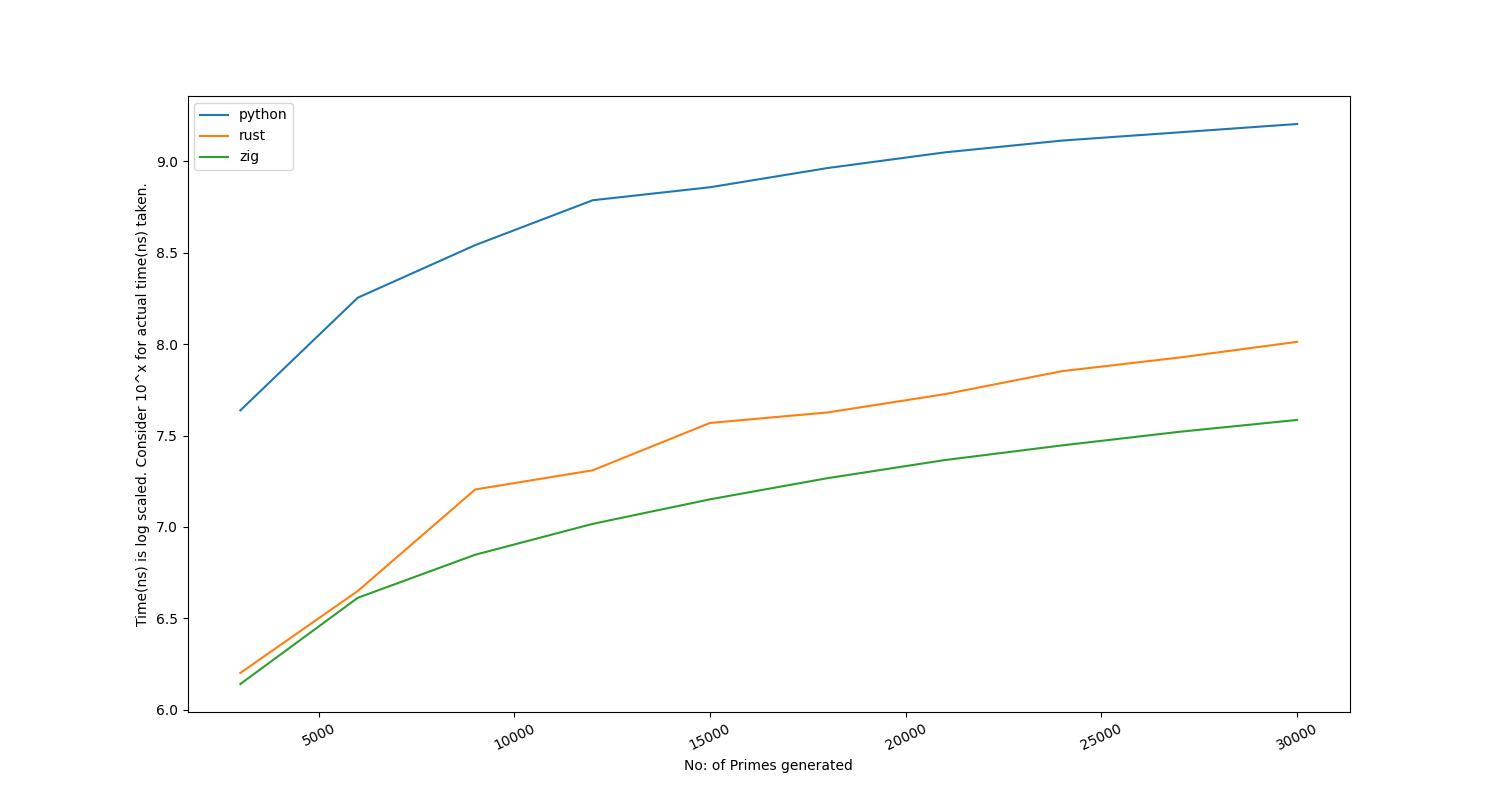 python
rust
zig
9.0
8.5
8.0
7.5
7.0
6.5
6.0
Time(ns) is log scaled. Consider 10^x for actual time(ns) taken.
5000
10000
15000
20000
25000
30000
No: of Primes generated